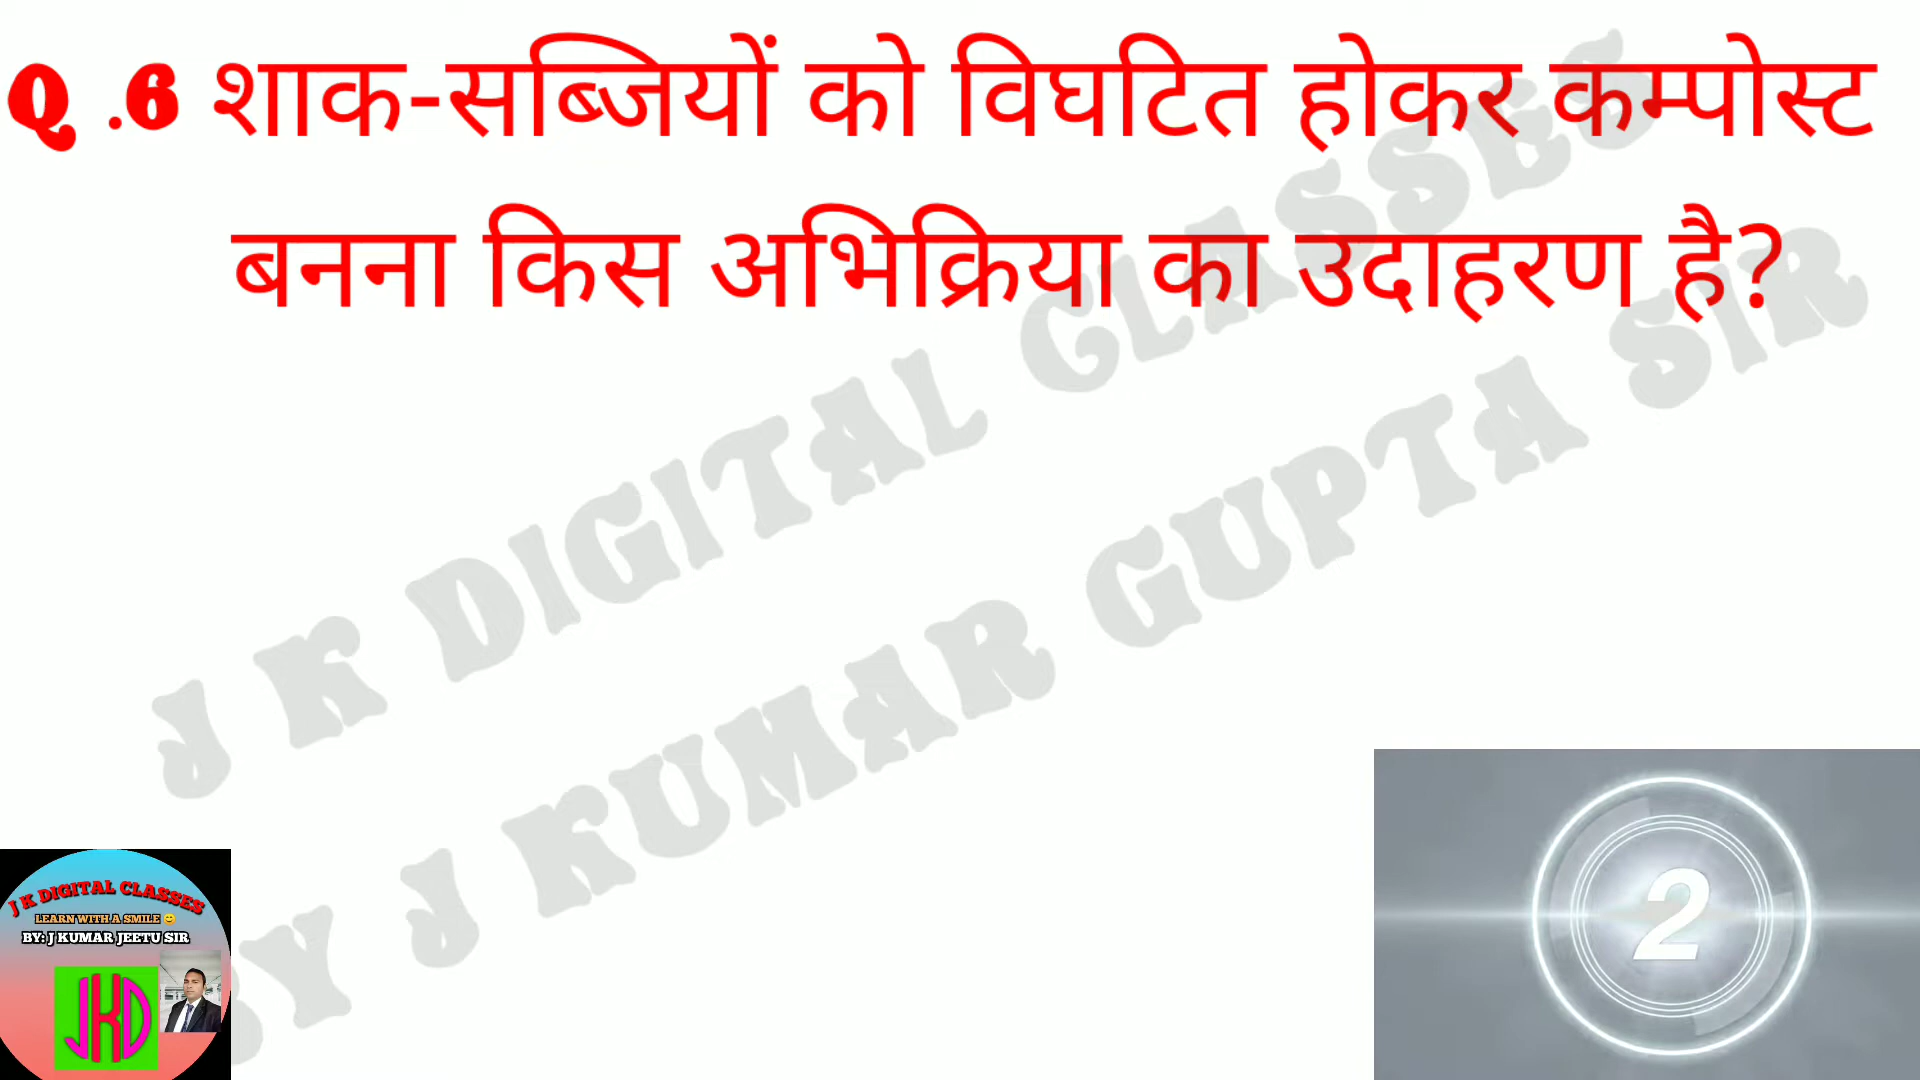 Q .6 शाक-सब्जियों को विघटित होकर कम्पोस्ट
बनना किस अभिक्रिया का उदाहरण है?
J K DIGITAL CLASSES
BY J KUMAR GUPTA SIR
J K DIGITAL CLASSES
LEARN WITH A SMILE 😊
BY: J KUMAR JEETU SIR
JKD
2